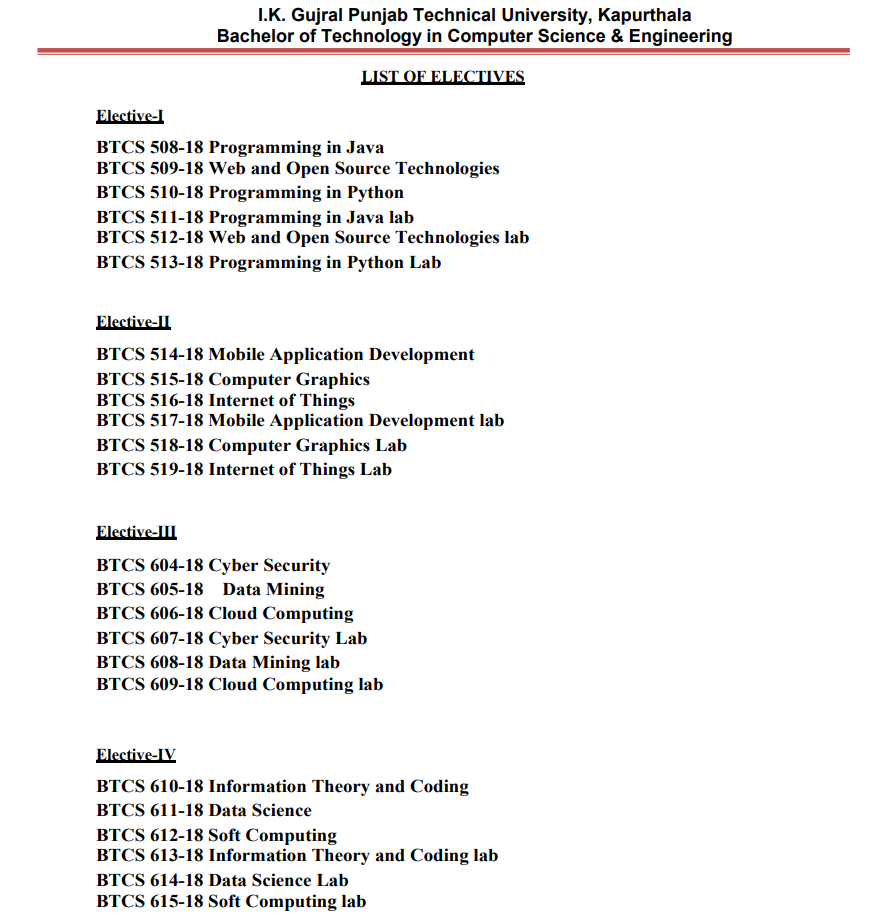 I.K. Gujral Punjab Technical University, Kapurthala
Bachelor of Technology in Computer Science & Engineering
LIST OF ELECTIVES
Elective-I
BTCS 508-18 Programming in Java
BTCS 509-18 Web and Open Source Technologies
BTCS 510-18 Programming in Python
BTCS 511-18 Programming in Java lab
BTCS 512-18 Web and Open Source Technologies lab
BTCS 513-18 Programming in Python Lab
Elective-II
BTCS 514-18 Mobile Application Development
BTCS 515-18 Computer Graphics
BTCS 516-18 Internet of Things
BTCS 517-18 Mobile Application Development lab
BTCS 518-18 Computer Graphics Lab
BTCS 519-18 Internet of Things Lab
Elective-III
BTCS 604-18 Cyber Security
BTCS 605-18 Data Mining
BTCS 606-18 Cloud Computing
BTCS 607-18 Cyber Security Lab
BTCS 608-18 Data Mining lab
BTCS 609-18 Cloud Computing lab
Elective-IV
BTCS 610-18 Information Theory and Coding
BTCS 611-18 Data Science
BTCS 612-18 Soft Computing
BTCS 613-18 Information Theory and Coding lab
BTCS 614-18 Data Science Lab
BTCS 615-18 Soft Computing lab